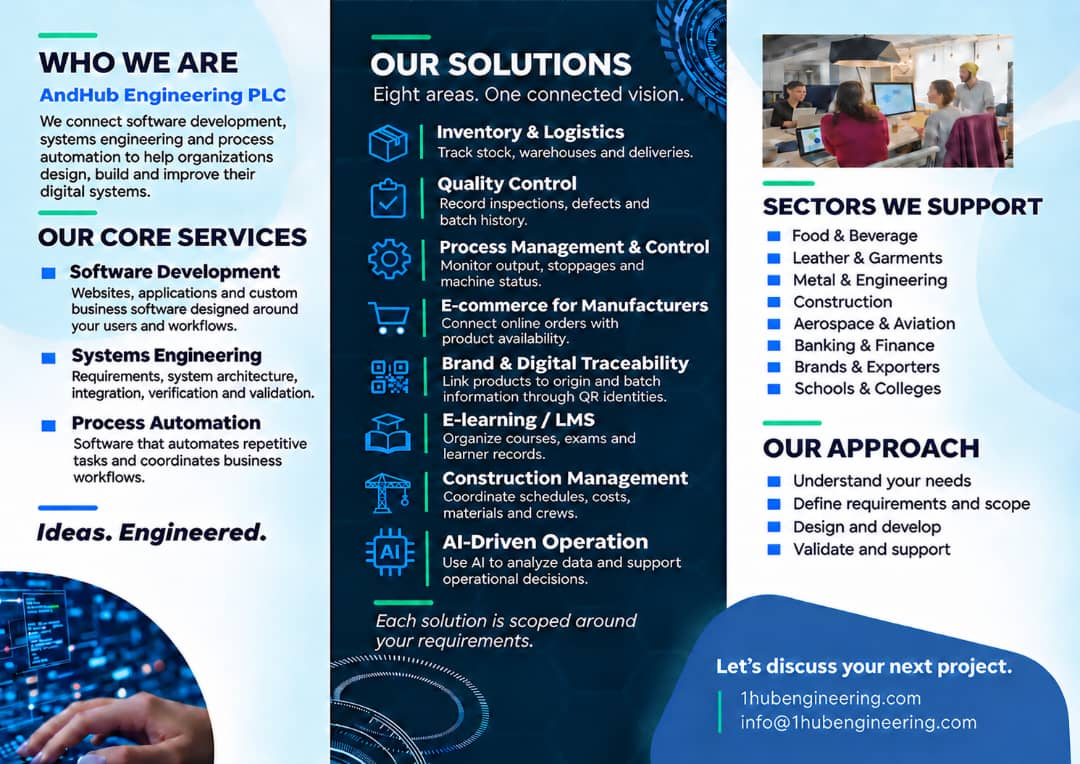 WHO WE ARE
AndHub Engineering PLC
We connect software development,
systems engineering and process
automation to help organizations
design, build and improve their
digital systems.
OUR CORE SERVICES
Software Development
Websites, applications and custom
business software designed around
your users and workflows.
Systems Engineering
Requirements, system architecture,
integration, verification and validation.
Process Automation
Software that automates repetitive
tasks and coordinates business
workflows.
Ideas. Engineered.
OUR SOLUTIONS
Eight areas. One connected vision.
Inventory & Logistics
Track stock, warehouses and deliveries.
Quality Control
Record inspections, defects and
batch history.
Process Management & Control
Monitor output, stoppages and
machine status.
E-commerce for Manufacturers
Connect online orders with
product availability.
Brand & Digital Traceability
Link products to origin and batch
information through QR identities.
E-learning / LMS
Organize courses, exams and
learner records.
Construction Management
Coordinate schedules, costs,
materials and crews.
AI
AI-Driven Operation
Use AI to analyze data and support
operational decisions.
Each solution is scoped around
your requirements.
SECTORS WE SUPPORT
Food & Beverage
Leather & Garments
Metal & Engineering
Construction
Aerospace & Aviation
Banking & Finance
Brands & Exporters
Schools & Colleges
OUR APPROACH
Understand your needs
Define requirements and scope
Design and develop
Validate and support
Let's discuss your next project.
1hubengineering.com
info@1hubengineering.com